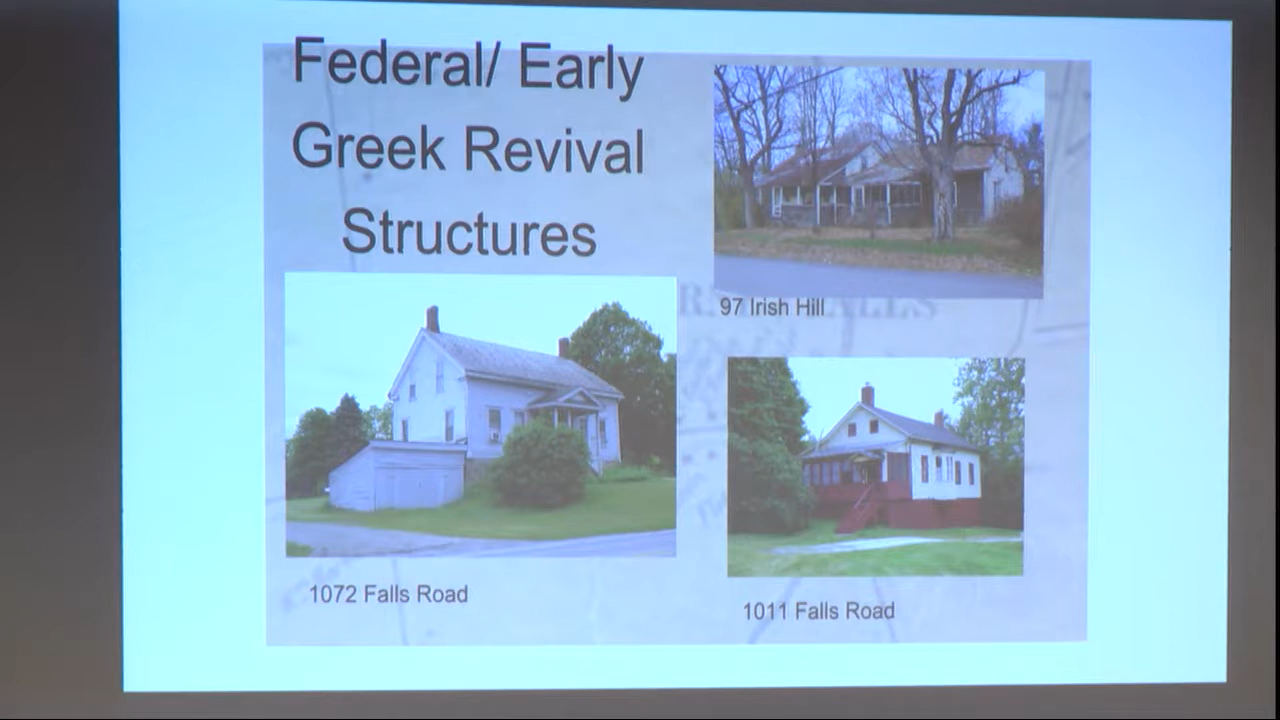 Federal/ Early
Greek Revival
Structures
97 Irish Hill
1072 Falls Road
1011 Falls Road